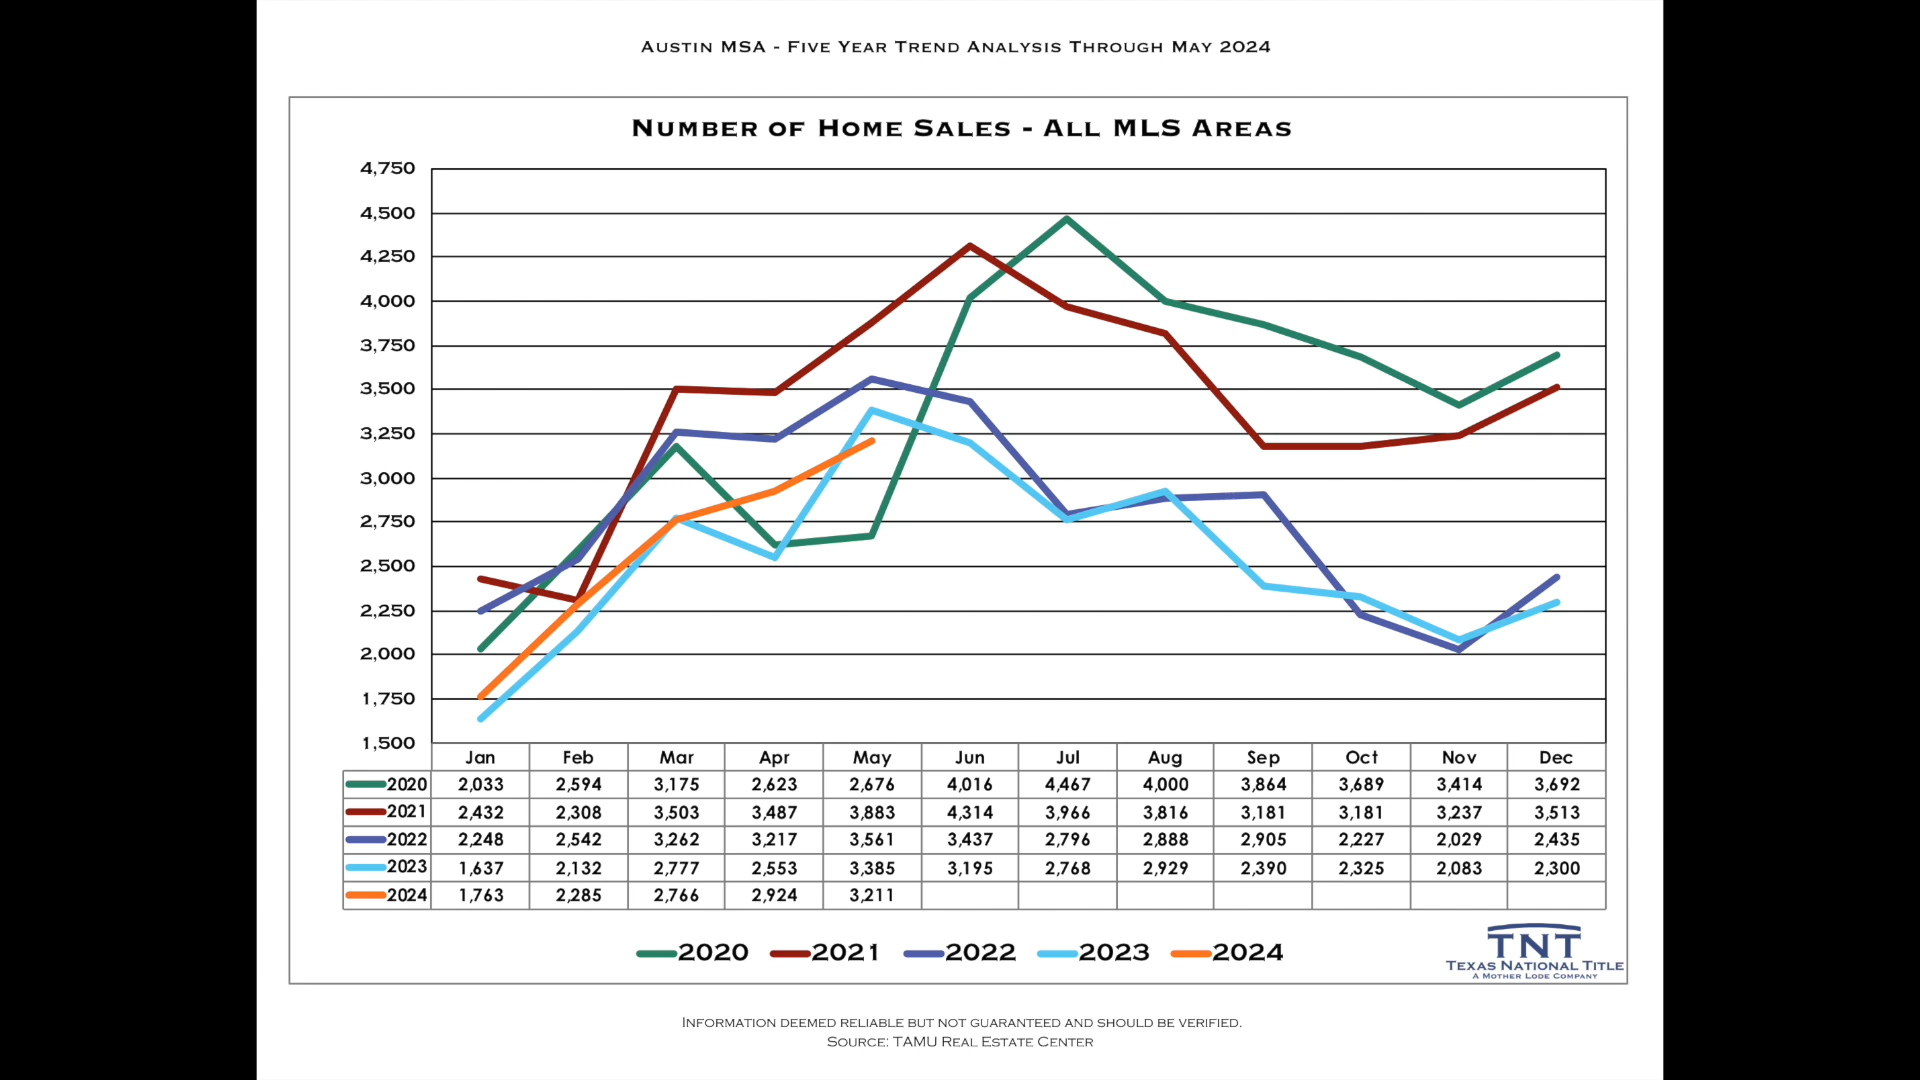 Austin MSA - Five Year Trend Analysis Through May 2024
Number of Home Sales - All MLS Areas
4,750
4,500
4,250
4,000
3,750
3,500
3,250
3,000
2,750
2,500
2,250
2,000
1,750
1,500
Jan Feb Mar Apr May Jun Jul Aug Sep Oct Nov Dec
2020 2,033 2,594 3,175 2,623 2,676 4,016 4,467 4,000 3,864 3,689 3,414 3,692
2021 2,432 2,308 3,503 3,487 3,883 4,314 3,966 3,816 3,181 3,181 3,237 3,513
2022 2,248 2,542 3,262 3,217 3,561 3,437 2,796 2,888 2,905 2,227 2,029 2,435
2023 1,637 2,132 2,777 2,553 3,385 3,195 2,768 2,929 2,390 2,325 2,083 2,300
2024 1,763 2,285 2,766 2,924 3,211
2020 2021 2022 2023 2024
TNT
Texas National Title
A Mother Lode Company
Information deemed reliable but not guaranteed and should be verified.
Source: TAMU Real Estate Center